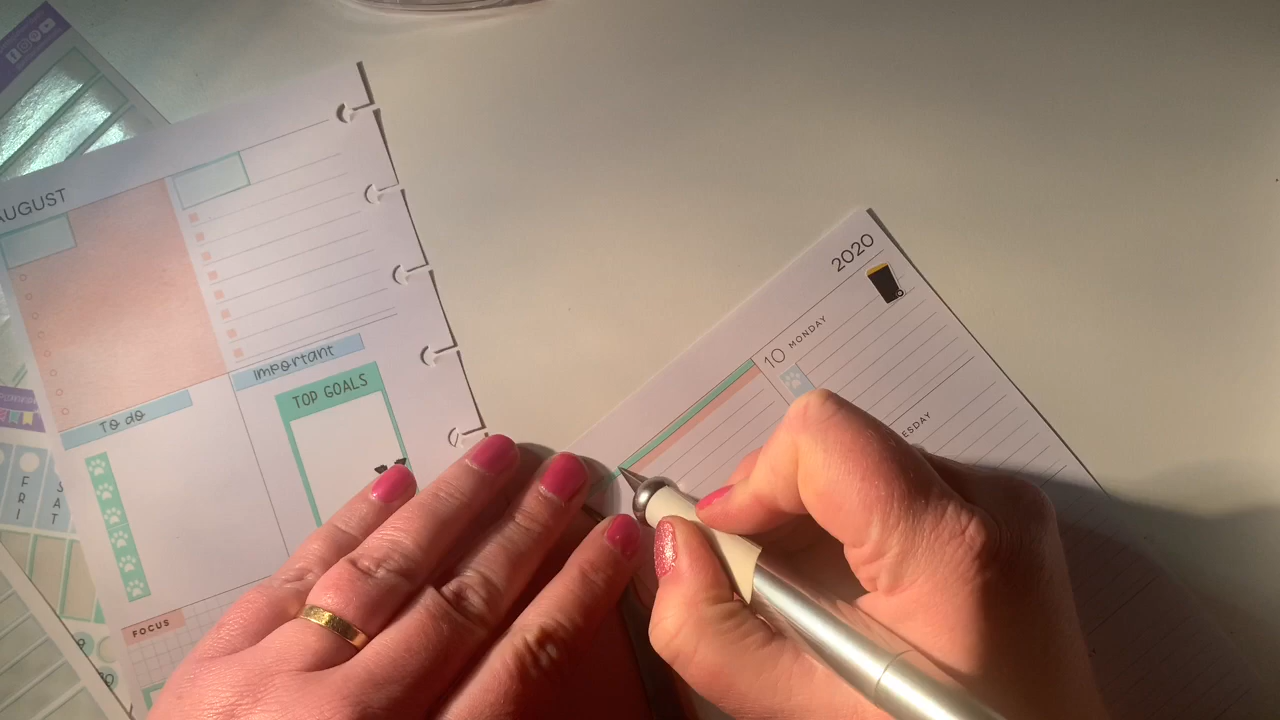 AUGUST
Important
TOP GOALS
To do
FRI
SAT
FOCUS
2020
10 MONDAY